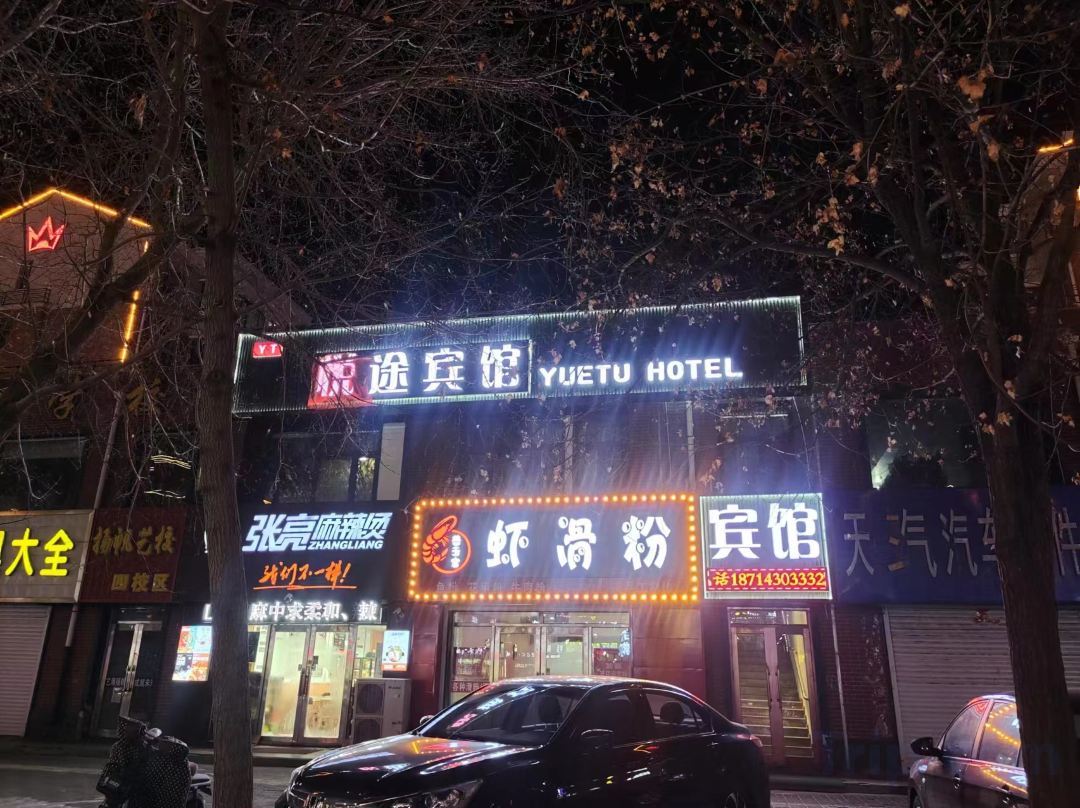 YT
悦途宾馆 YUETU HOTEL
大全
扬帆艺校
四校区
张亮麻辣烫
ZHANGLIANG
我们不一样!
麻中求柔和、辣
虾滑粉
宾馆
话18714303332
天汽汽车